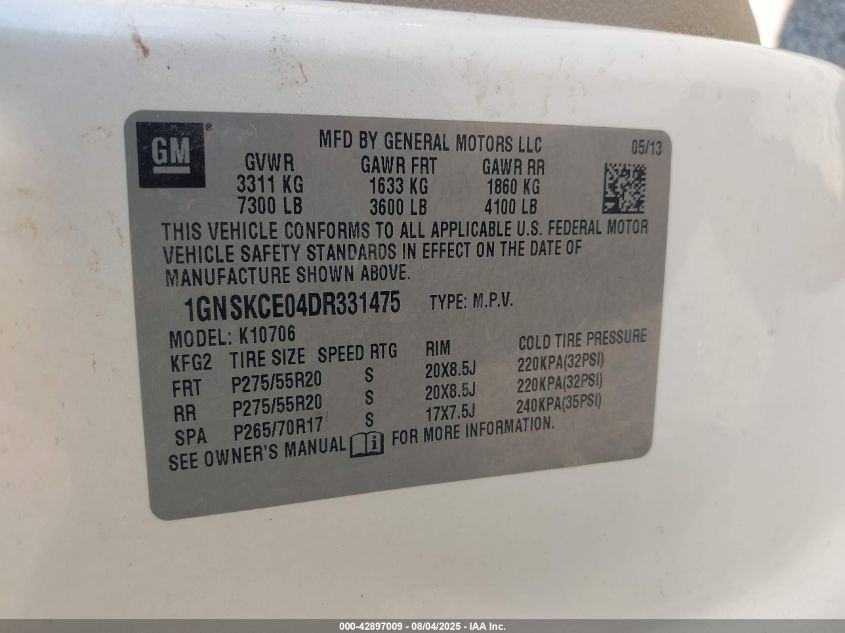 GM
MFD BY GENERAL MOTORS LLC 05/13
GVWR GAWR FRT GAWR RR
3311 KG 1633 KG 1860 KG
7300 LB 3600 LB 4100 LB
THIS VEHICLE CONFORMS TO ALL APPLICABLE U.S. FEDERAL MOTOR
VEHICLE SAFETY STANDARDS IN EFFECT ON THE DATE OF
MANUFACTURE SHOWN ABOVE.
1GNSKCE04DR331475 TYPE: M.P.V.
MODEL: K10706
KFG2 TIRE SIZE SPEED RTG RIM COLD TIRE PRESSURE
FRT P275/55R20 S 20X8.5J 220KPA(32PSI)
RR P275/55R20 S 20X8.5J 220KPA(32PSI)
SPA P265/70R17 S 17X7.5J 240KPA(35PSI)
SEE OWNER'S MANUAL FOR MORE INFORMATION.
000-42897009 - 08/04/2025 - IAA Inc.